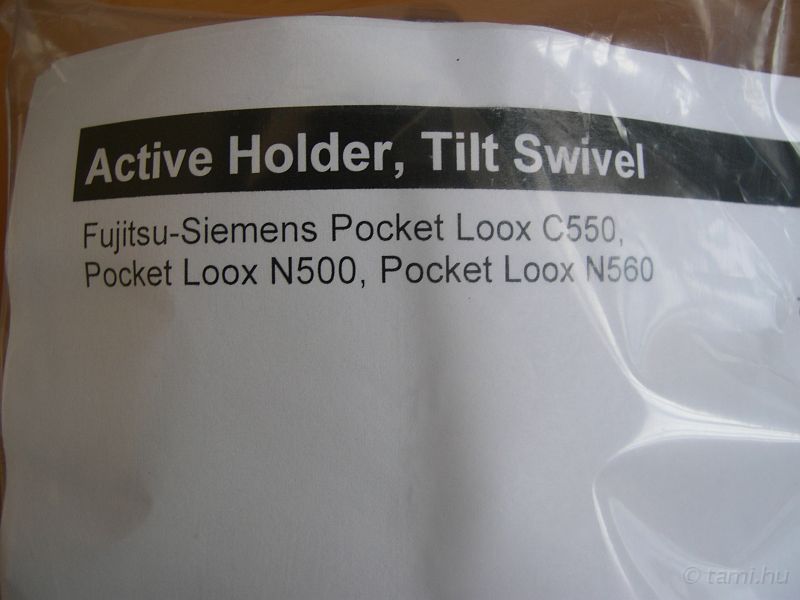 Active Holder, Tilt Swivel
Fujitsu-Siemens Pocket Loox C550,
Pocket Loox N500, Pocket Loox N560
© tami.hu